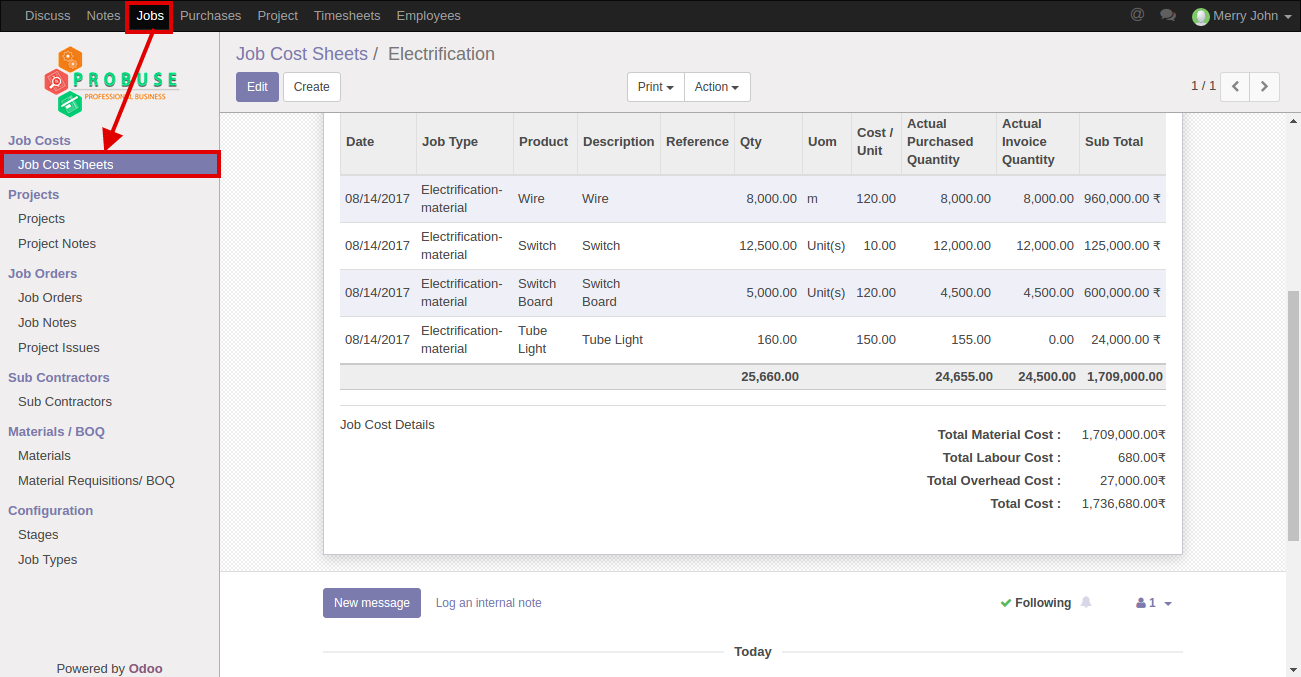 Discuss Notes Jobs Purchases Project Timesheets Employees @ Merry John
PROBUSE
PROFESSIONAL BUSINESS
Job Costs
Job Cost Sheets
Projects
Projects
Project Notes
Job Orders
Job Orders
Job Notes
Project Issues
Sub Contractors
Sub Contractors
Materials / BOQ
Materials
Material Requisitions/ BOQ
Configuration
Stages
Job Types
Powered by Odoo
Job Cost Sheets / Electrification
Edit Create Print Action 1 / 1
Date Job Type Product Description Reference Qty Uom Cost / Unit Actual Purchased Quantity Actual Invoice Quantity Sub Total
08/14/2017 Electrification-material Wire Wire 8,000.00 m 120.00 8,000.00 8,000.00 960,000.00 ₹
08/14/2017 Electrification-material Switch Switch 12,500.00 Unit(s) 10.00 12,000.00 12,000.00 125,000.00 ₹
08/14/2017 Electrification-material Switch Board Switch Board 5,000.00 Unit(s) 120.00 4,500.00 4,500.00 600,000.00 ₹
08/14/2017 Electrification-material Tube Light Tube Light 160.00 150.00 155.00 0.00 24,000.00 ₹
25,660.00 24,655.00 24,500.00 1,709,000.00
Job Cost Details
Total Material Cost : 1,709,000.00₹
Total Labour Cost : 680.00₹
Total Overhead Cost : 27,000.00₹
Total Cost : 1,736,680.00₹
New message Log an internal note Following 1
Today